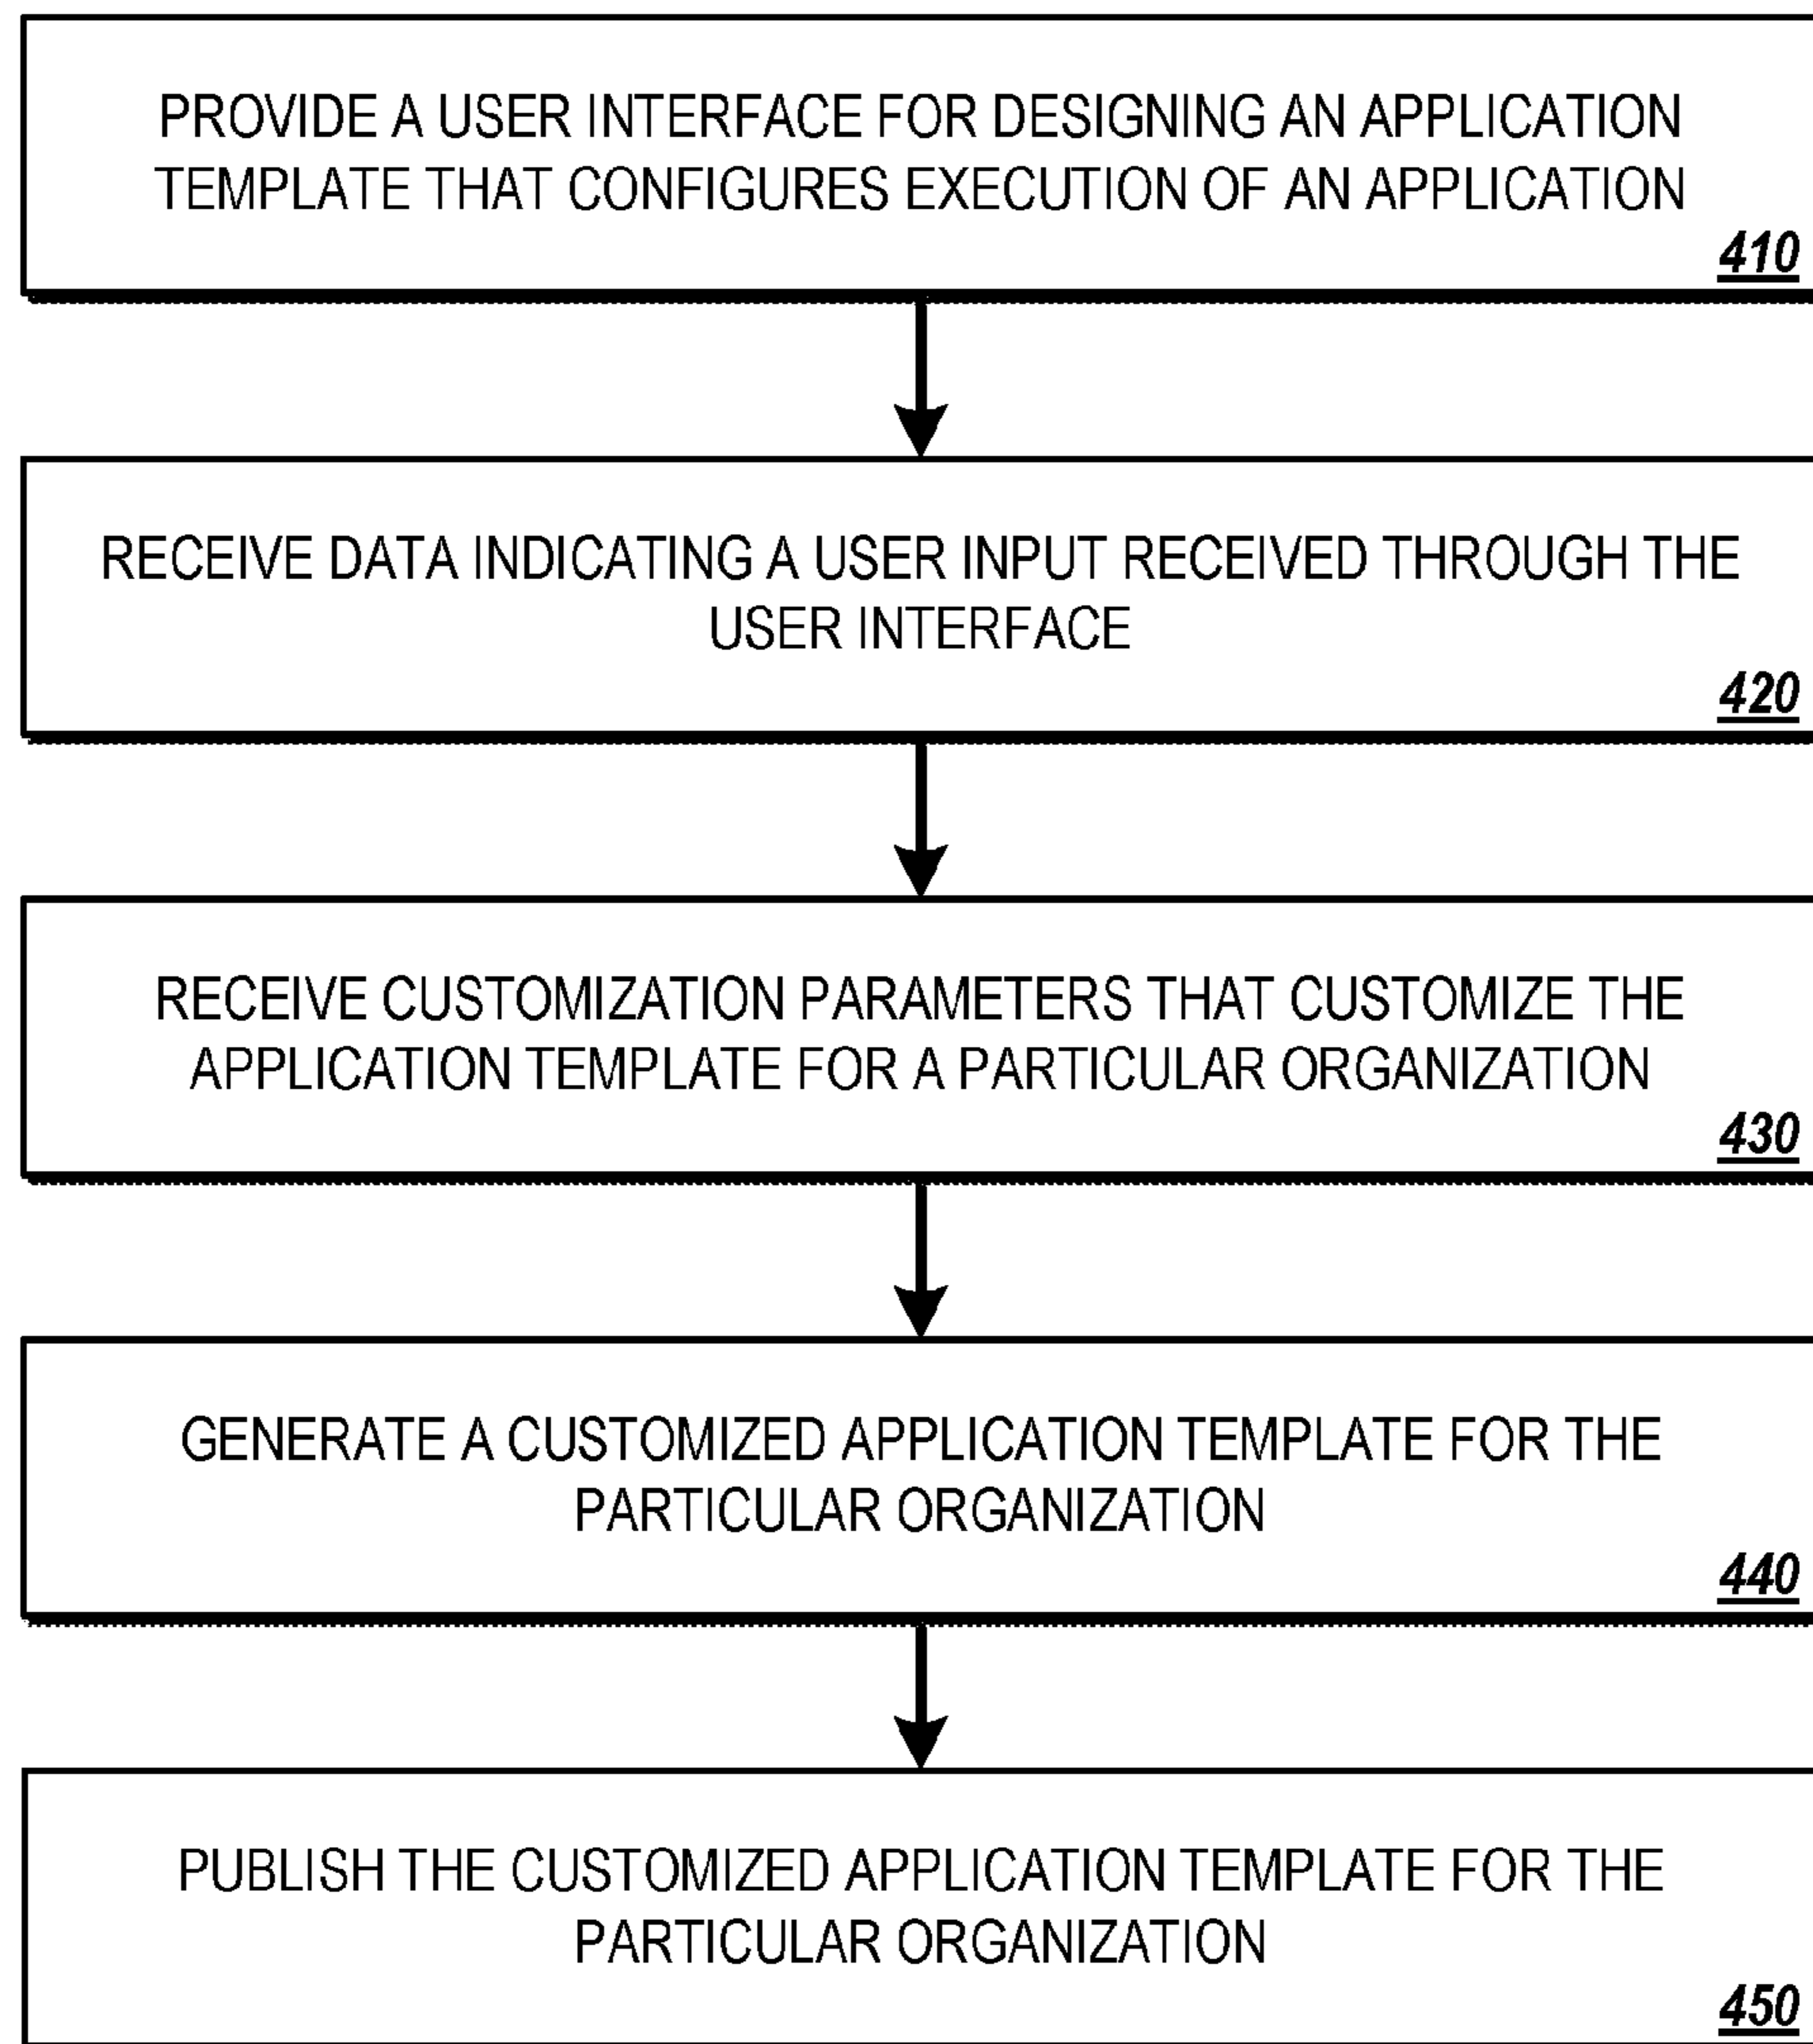 PROVIDE A USER INTERFACE FOR DESIGNING AN APPLICATION
TEMPLATE THAT CONFIGURES EXECUTION OF AN APPLICATION
410
RECEIVE DATA INDICATING A USER INPUT RECEIVED THROUGH THE
USER INTERFACE
420
RECEIVE CUSTOMIZATION PARAMETERS THAT CUSTOMIZE THE
APPLICATION TEMPLATE FOR A PARTICULAR ORGANIZATION
430
GENERATE A CUSTOMIZED APPLICATION TEMPLATE FOR THE
PARTICULAR ORGANIZATION
440
PUBLISH THE CUSTOMIZED APPLICATION TEMPLATE FOR THE
PARTICULAR ORGANIZATION
450